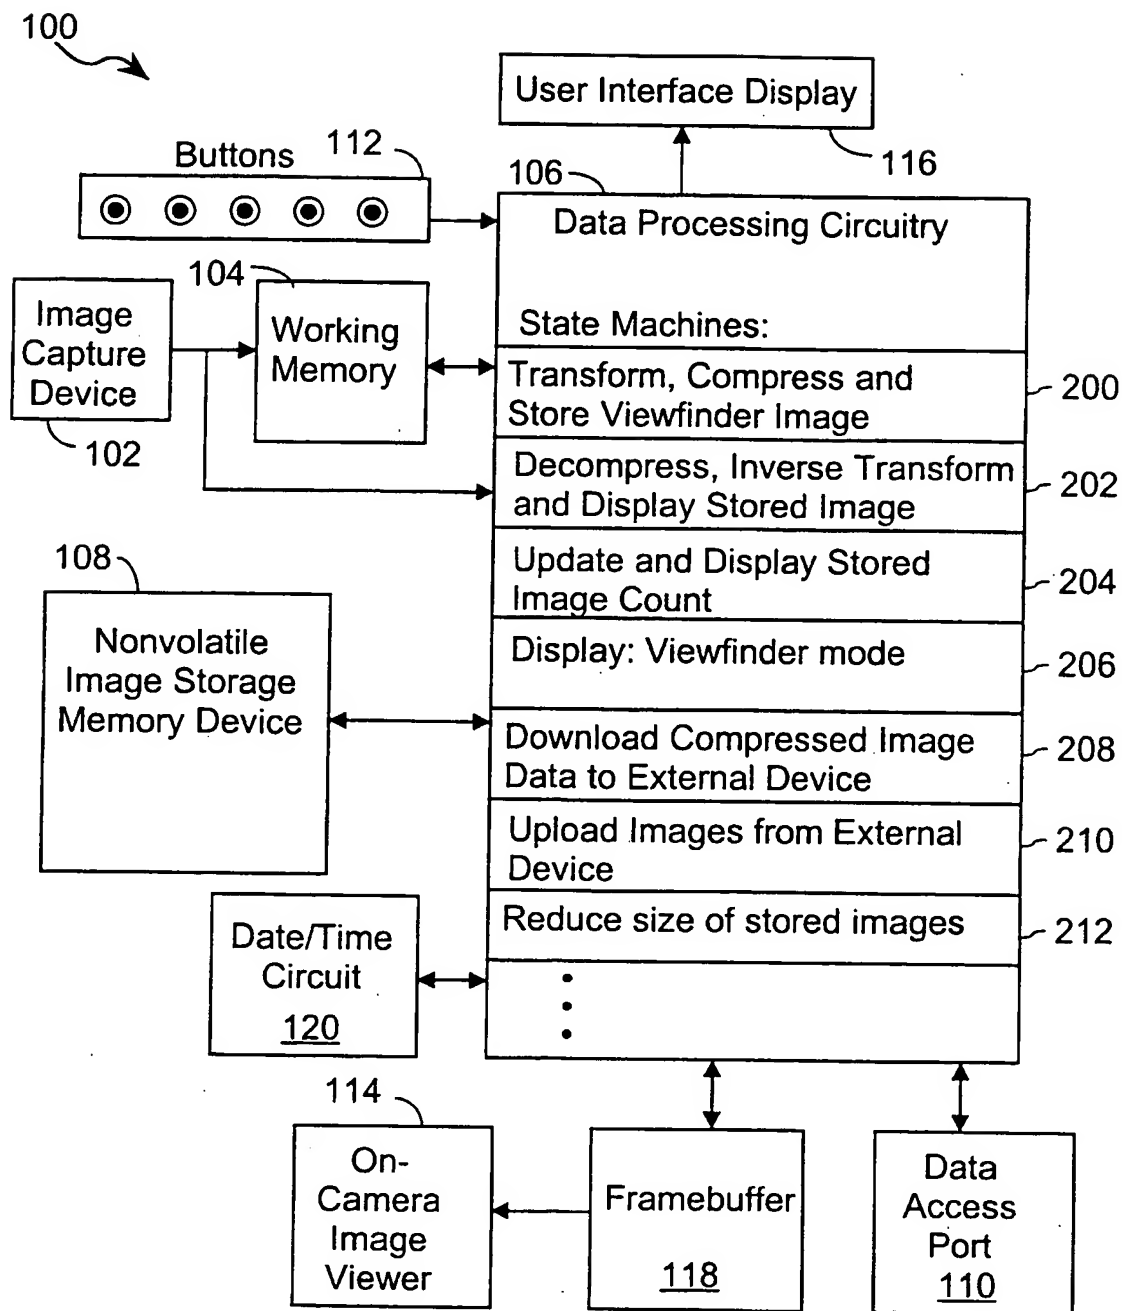 100
User Interface Display
116
Buttons
112
106
Data Processing Circuitry
State Machines:
104
Image
Capture
Device
102
Working
Memory
Transform, Compress and
Store Viewfinder Image
200
Decompress, Inverse Transform
and Display Stored Image
202
Update and Display Stored
Image Count
204
Display: Viewfinder mode
206
Download Compressed Image
Data to External Device
208
Upload Images from External
Device
210
Reduce size of stored images
212
108
Nonvolatile
Image Storage
Memory Device
Date/Time
Circuit
120
114
On-
Camera
Image
Viewer
Framebuffer
118
Data
Access
Port
110